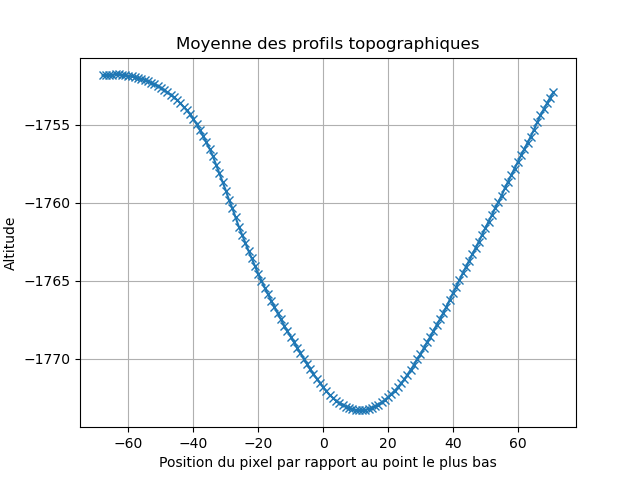 Moyenne des profils topographiques
Altitude
−1755
−1760
−1765
−1770
−60 −40 −20 0 20 40 60
Position du pixel par rapport au point le plus bas